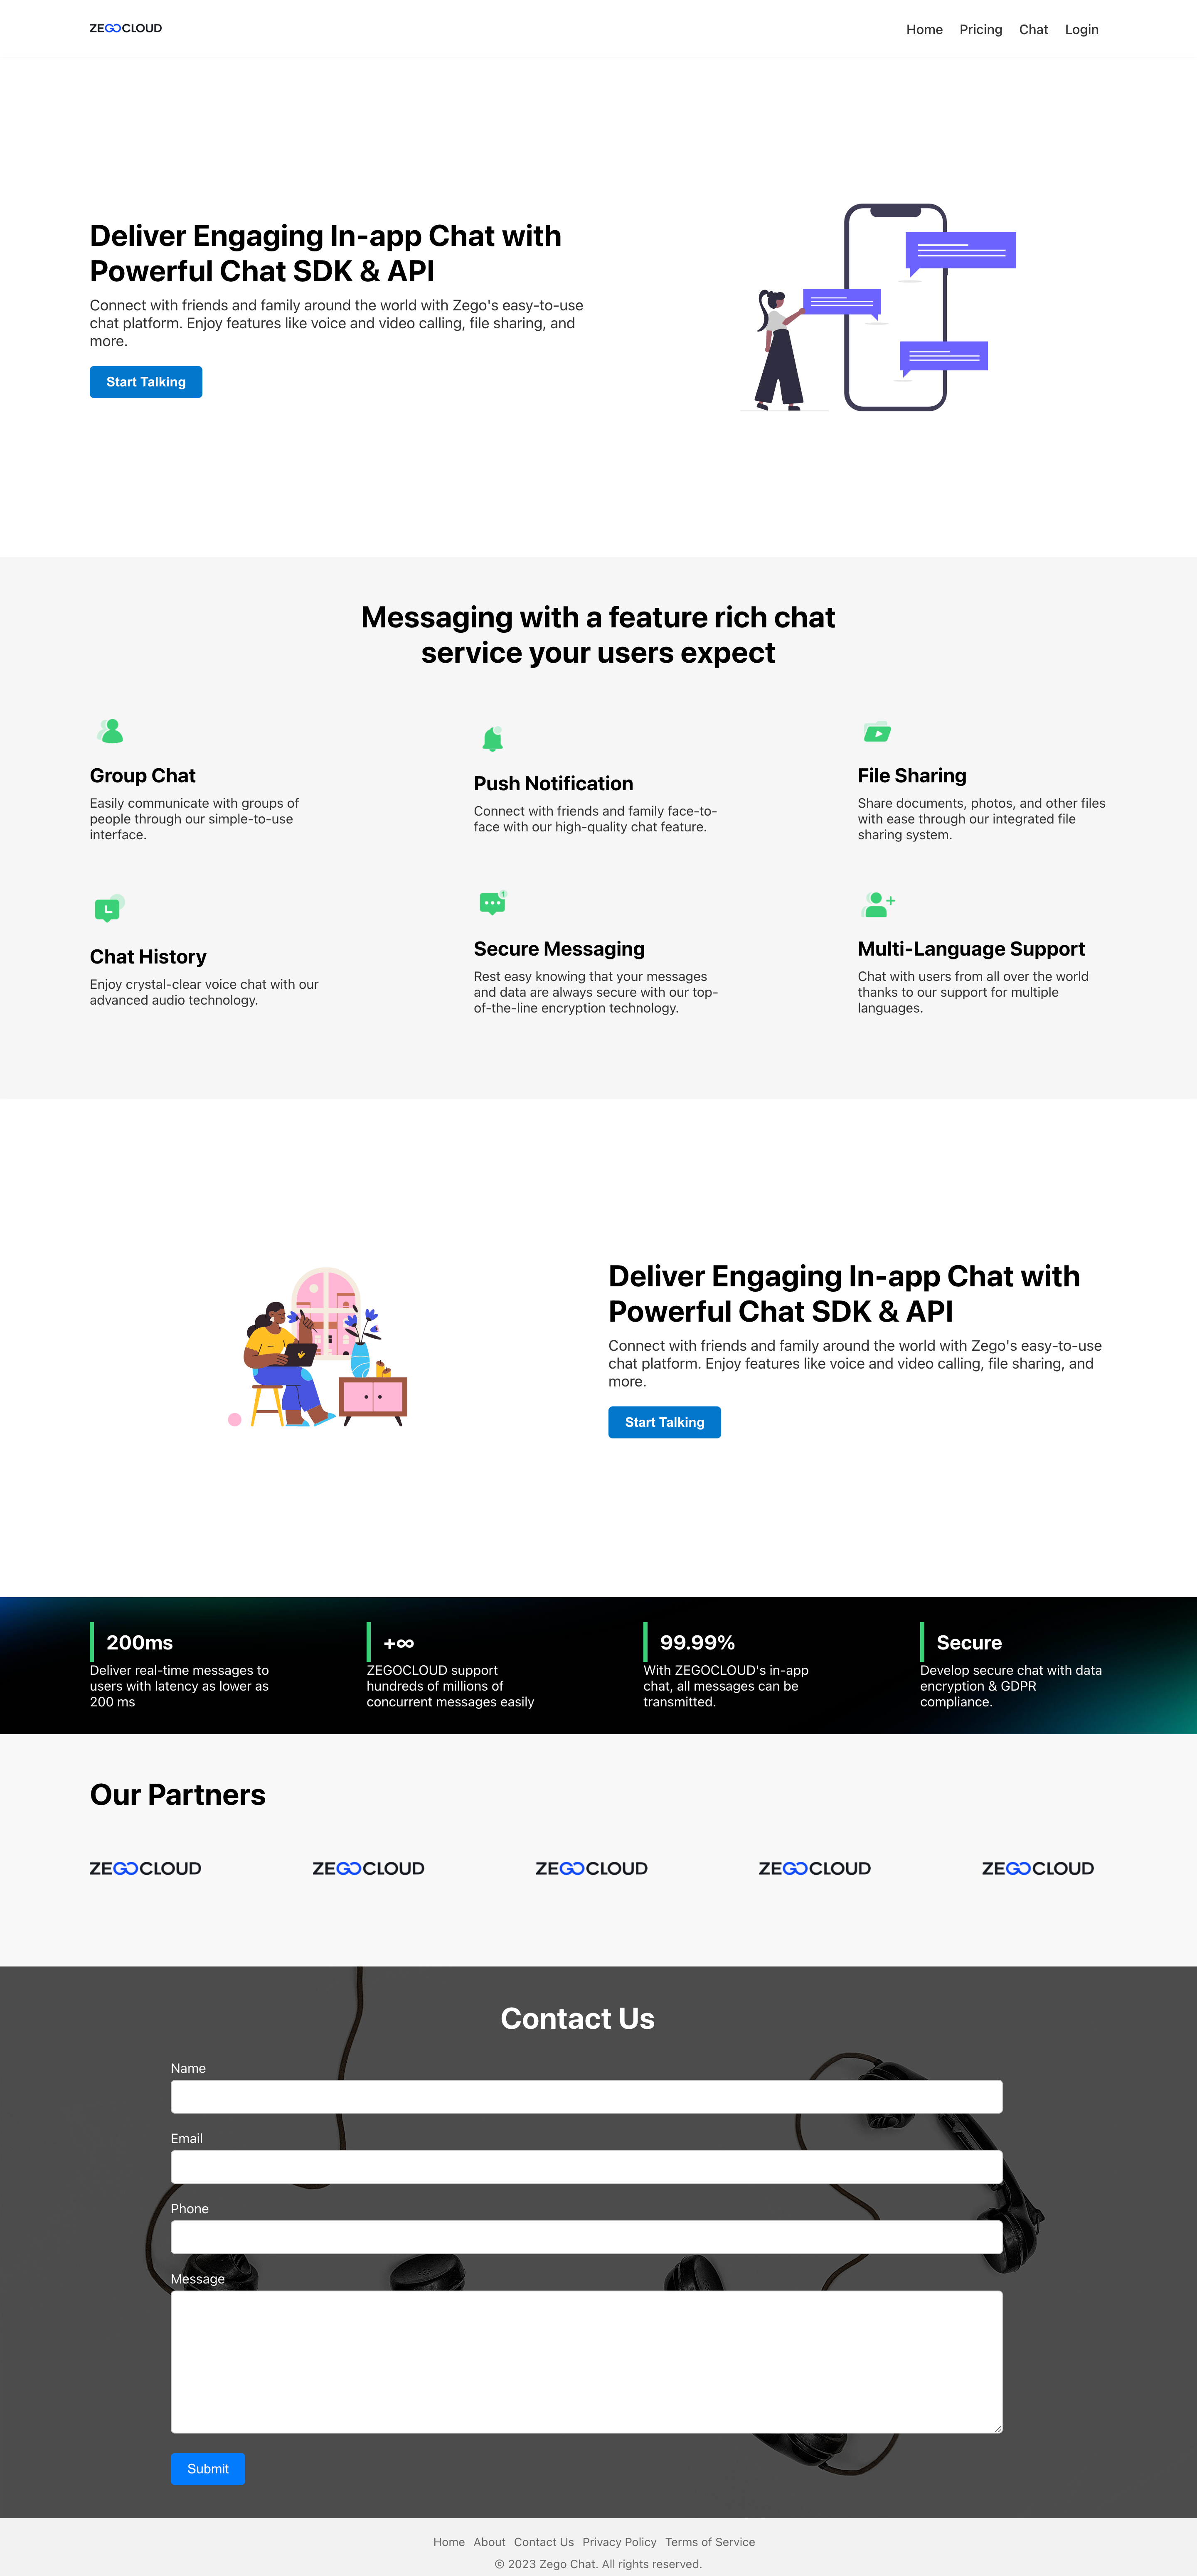 ZEGOCLOUD
Home Pricing Chat Login
Deliver Engaging In-app Chat with
Powerful Chat SDK & API
Connect with friends and family around the world with Zego's easy-to-use
chat platform. Enjoy features like voice and video calling, file sharing, and
more.
Start Talking
Messaging with a feature rich chat
service your users expect
Group Chat
Easily communicate with groups of
people through our simple-to-use
interface.
Push Notification
Connect with friends and family face-to-
face with our high-quality chat feature.
File Sharing
Share documents, photos, and other files
with ease through our integrated file
sharing system.
Chat History
Enjoy crystal-clear voice chat with our
advanced audio technology.
Secure Messaging
Rest easy knowing that your messages
and data are always secure with our top-
of-the-line encryption technology.
Multi-Language Support
Chat with users from all over the world
thanks to our support for multiple
languages.
Deliver Engaging In-app Chat with
Powerful Chat SDK & API
Connect with friends and family around the world with Zego's easy-to-use
chat platform. Enjoy features like voice and video calling, file sharing, and
more.
Start Talking
200ms
Deliver real-time messages to
users with latency as lower as
200 ms
+∞
ZEGOCLOUD support
hundreds of millions of
concurrent messages easily
99.99%
With ZEGOCLOUD's in-app
chat, all messages can be
transmitted.
Secure
Develop secure chat with data
encryption & GDPR
compliance.
Our Partners
ZEGOCLOUD ZEGOCLOUD ZEGOCLOUD ZEGOCLOUD ZEGOCLOUD
Contact Us
Name
Email
Phone
Message
Submit
Home About Contact Us Privacy Policy Terms of Service
© 2023 Zego Chat. All rights reserved.